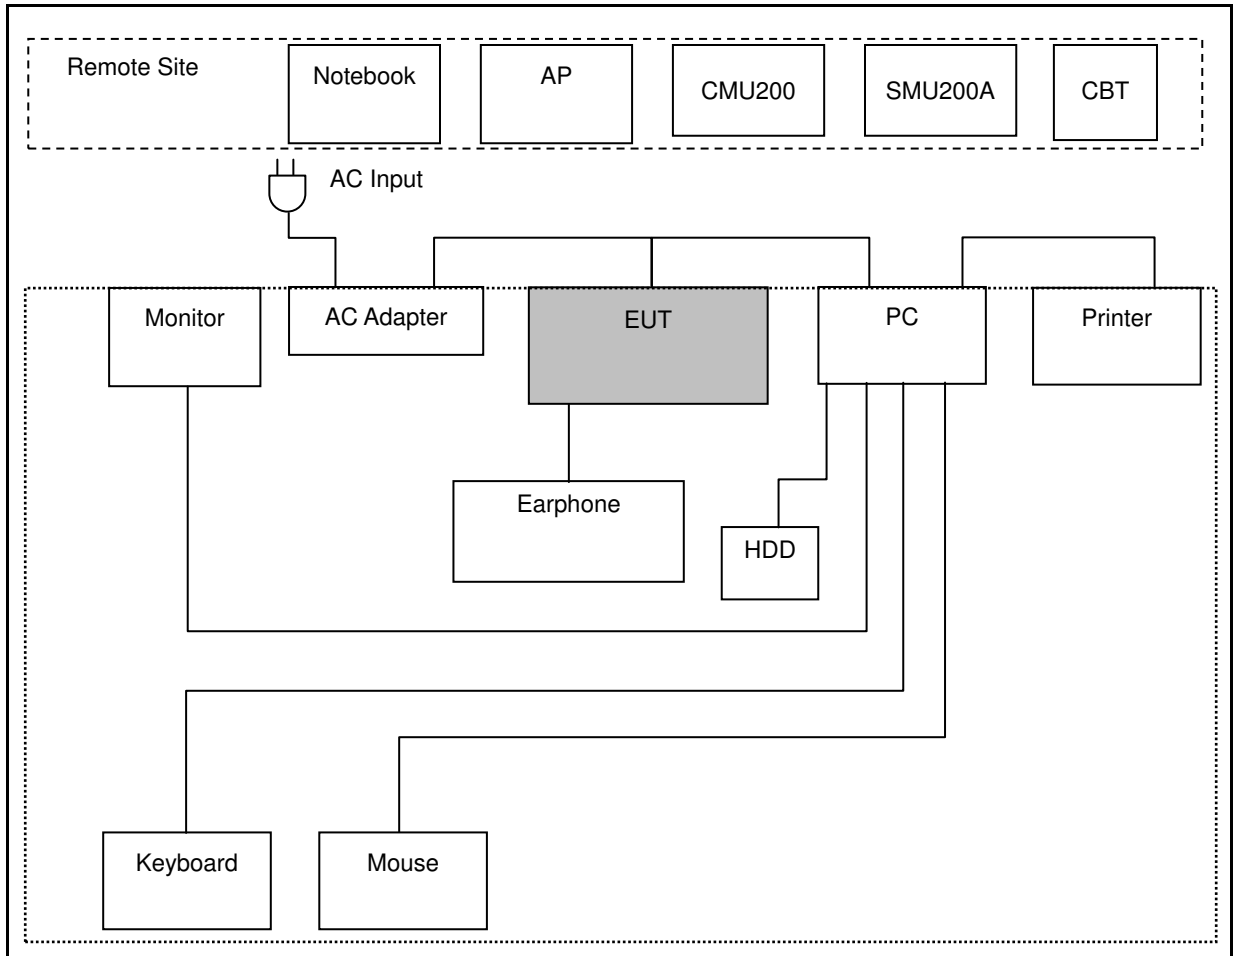 Remote Site
Notebook
AP
CMU200
SMU200A
CBT
AC Input
Monitor
AC Adapter
EUT
PC
Printer
Earphone
HDD
Keyboard
Mouse